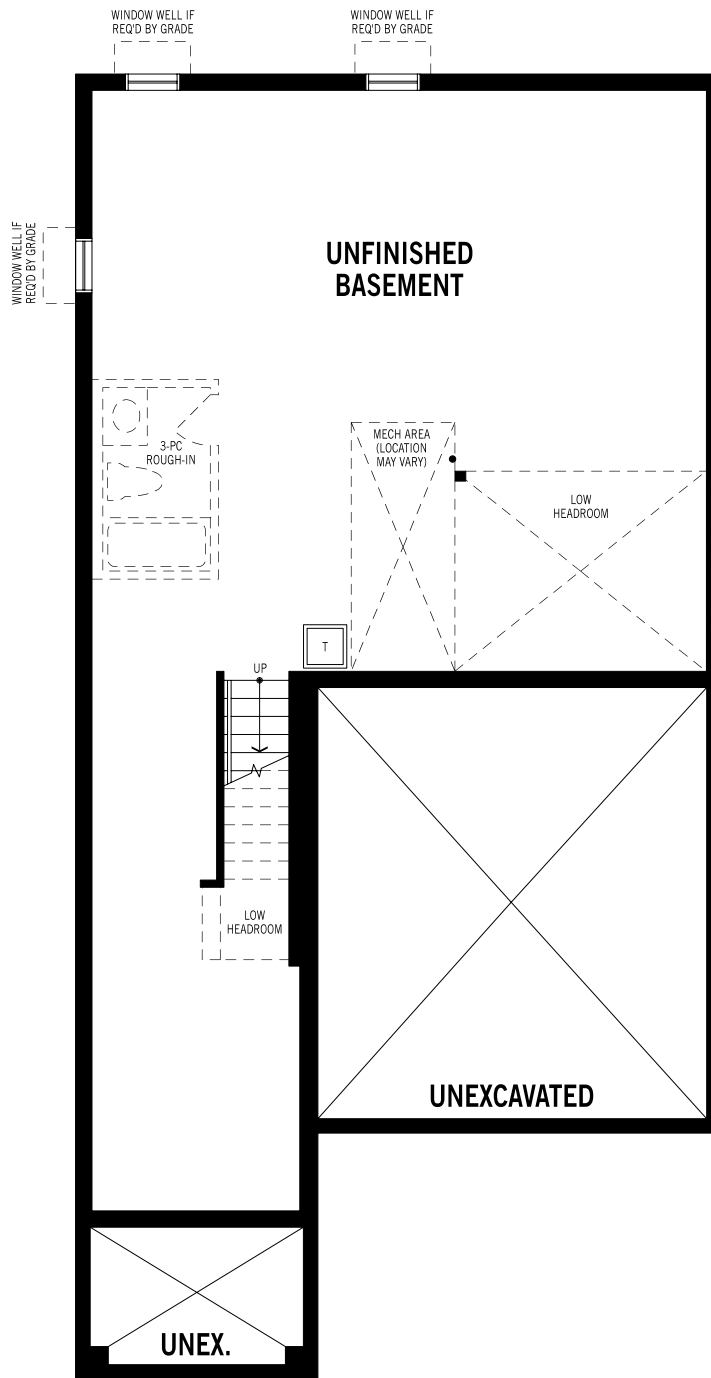 WINDOW WELL IF
REQ'D BY GRADE
WINDOW WELL IF
REQ'D BY GRADE
WINDOW WELL IF
REQ'D BY GRADE
UNFINISHED
BASEMENT
3-PC
ROUGH-IN
MECH AREA
(LOCATION
MAY VARY)
LOW
HEADROOM
T
UP
LOW
HEADROOM
UNEXCAVATED
UNEX.